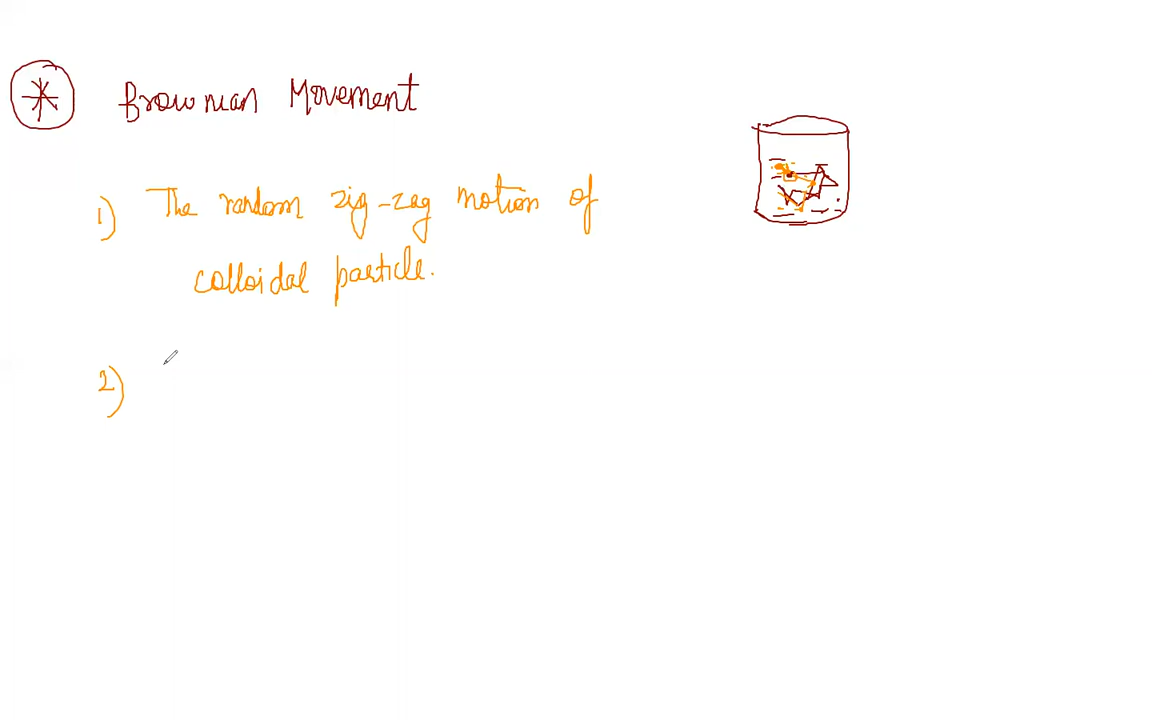 Brownian Movement
1) The random zig-zag motion of
colloidal particle.
2)